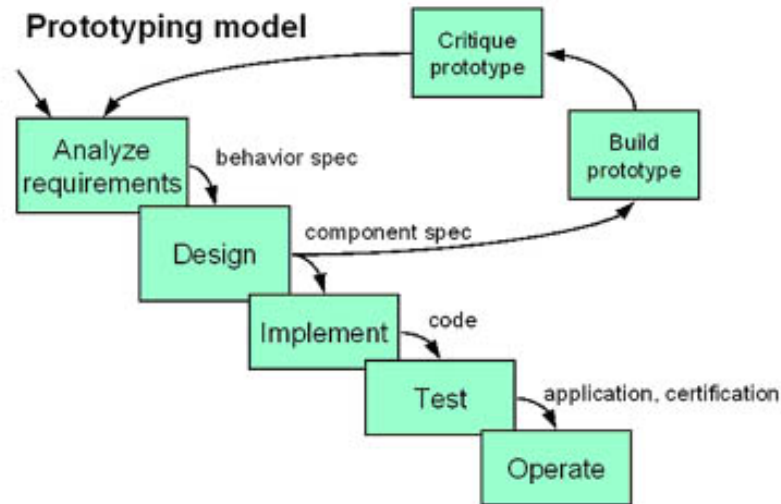 Prototyping model
Critique
prototype
Build
prototype
Analyze
requirements
behavior spec
Design
component spec
Implement
code
Test
application, certification
Operate